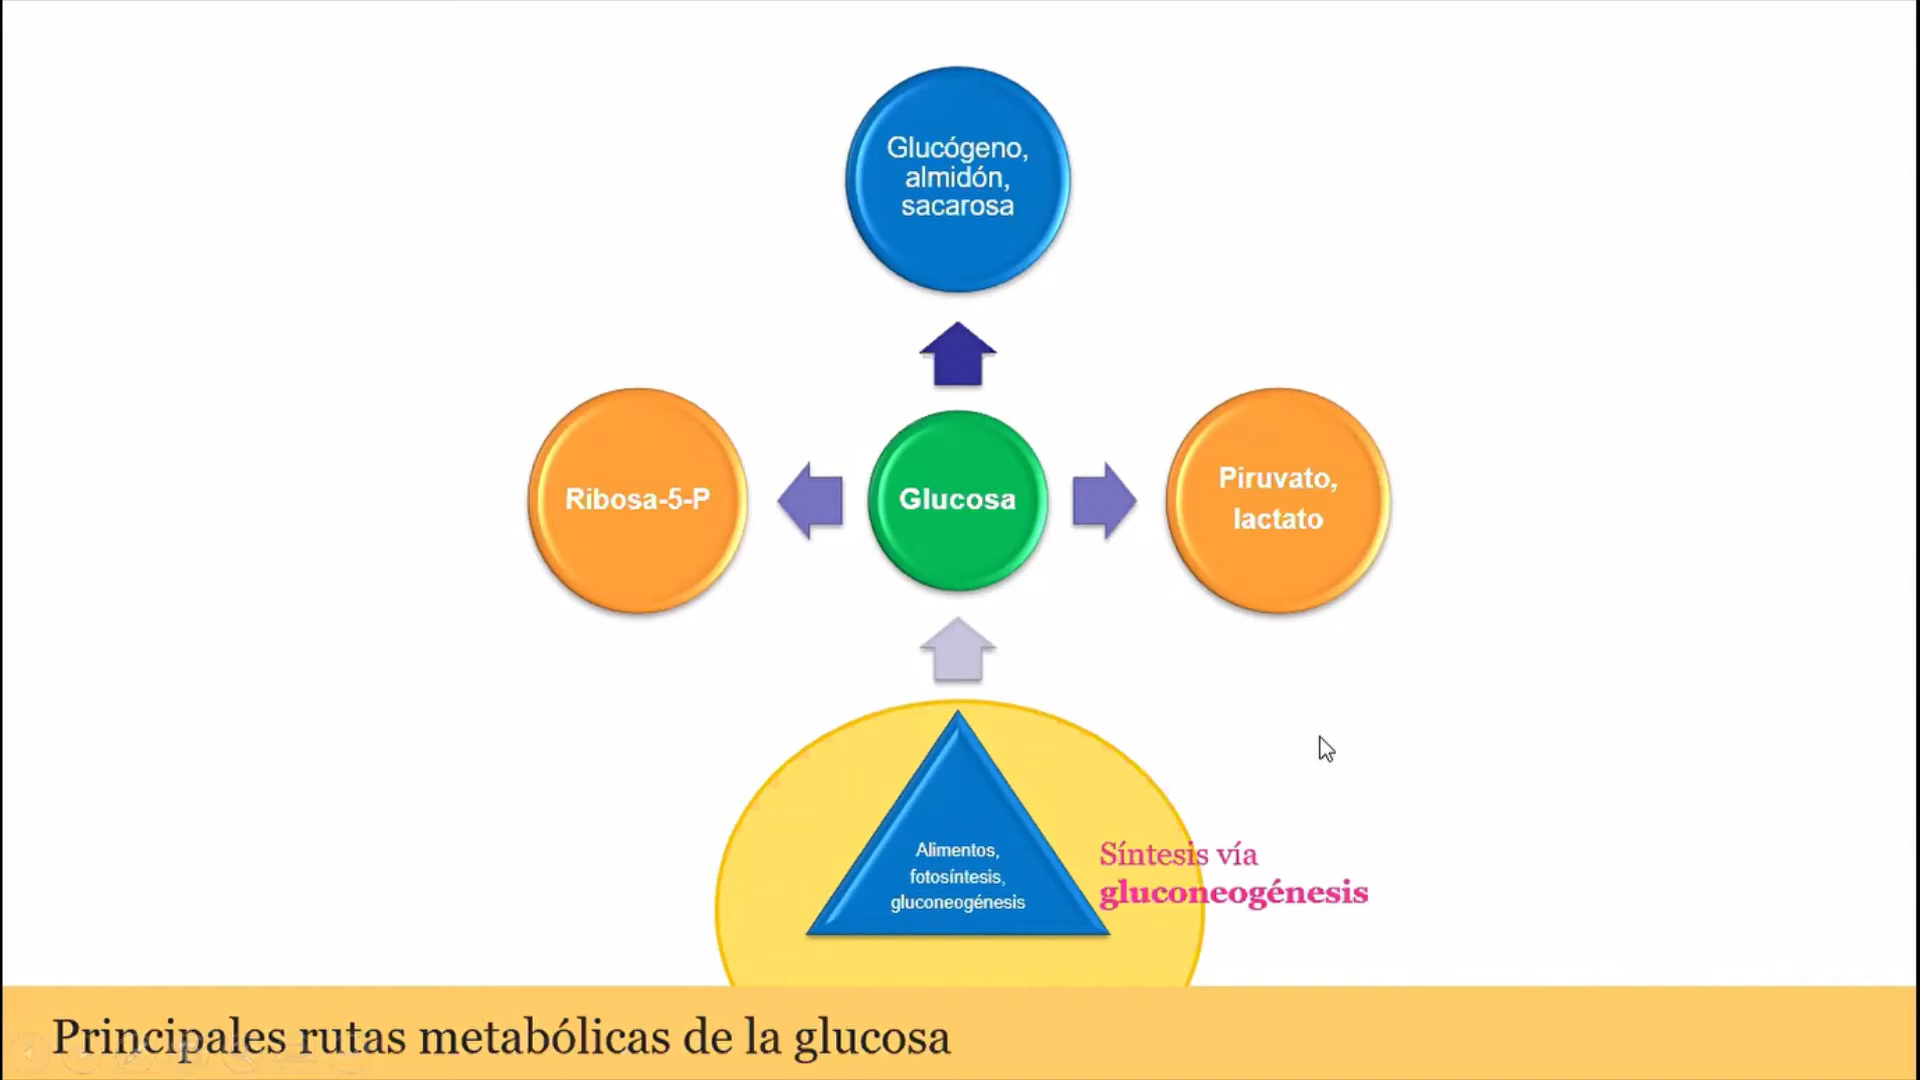 Glucógeno,
almidón,
sacarosa
Ribosa-5-P
Glucosa
Piruvato,
lactato
Alimentos,
fotosíntesis,
gluconeogénesis
Síntesis vía
gluconeogénesis
Principales rutas metabólicas de la glucosa